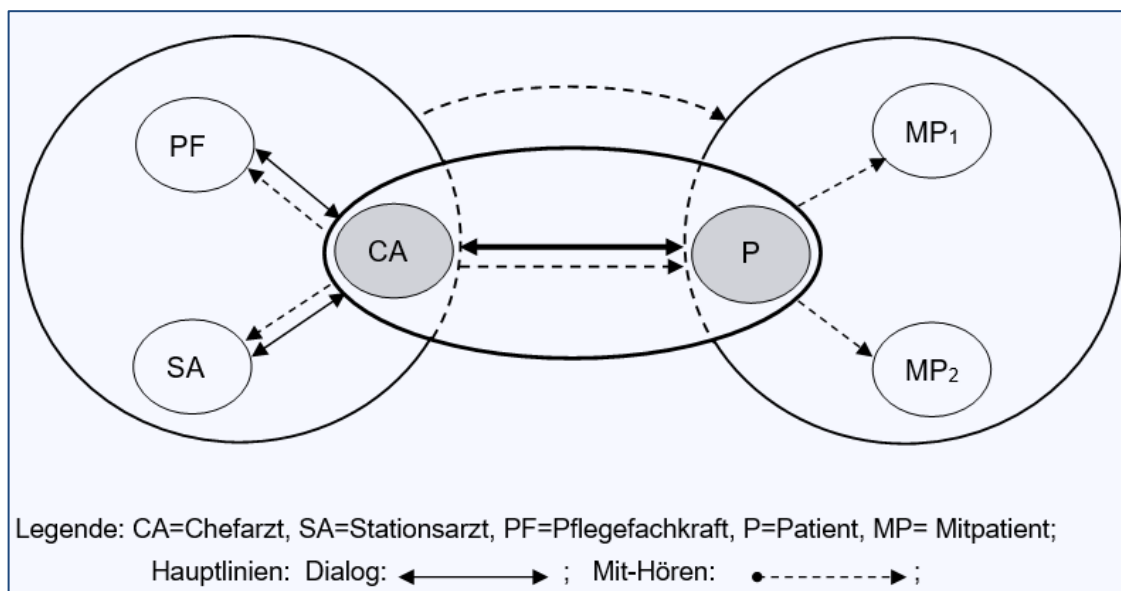 PF
MP₁
CA
P
SA
MP₂
Legende: CA=Chefarzt, SA=Stationsarzt, PF=Pflegefachkraft, P=Patient, MP= Mitpatient;
Hauptlinien: Dialog: ; Mit-Hören: ;